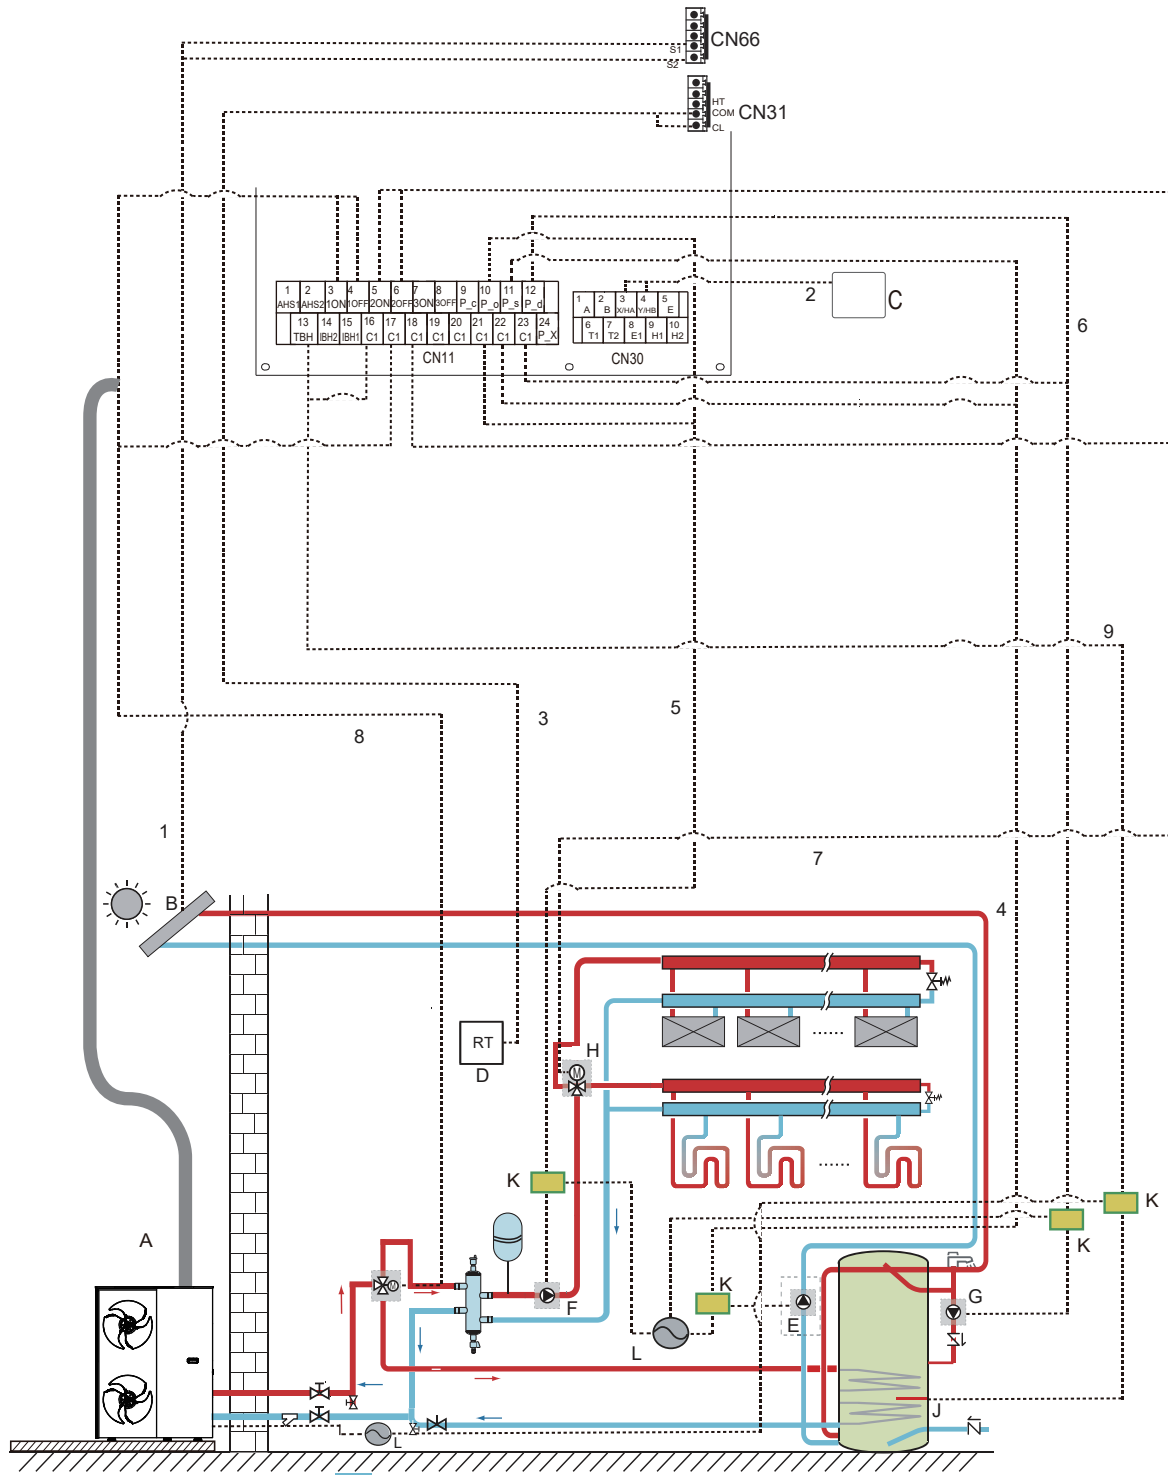 CN66
S1
S2
HT
COM
CN31
CL
1 2 3 4 5 6 7 8 9 10 11 12
AHS1 AHS2 1ON 1OFF 2ON 2OFF 3ON 3OFF P_c P_o P_s P_d
13 14 15 16 17 18 19 20 21 22 23 24
TBH IBH2 IBH1 C1 C1 C1 C1 C1 C1 C1 C1 P_X
CN11
1 2 3 4 5
A B X/HA Y/HB E
6 7 8 9 10
T1 T2 E1 H1 H2
CN30
2
C
6
9
5
3
8
1
7
B
4
RT
D
H
M
K
K
K
A
M
F
K
G
E
L
J
L